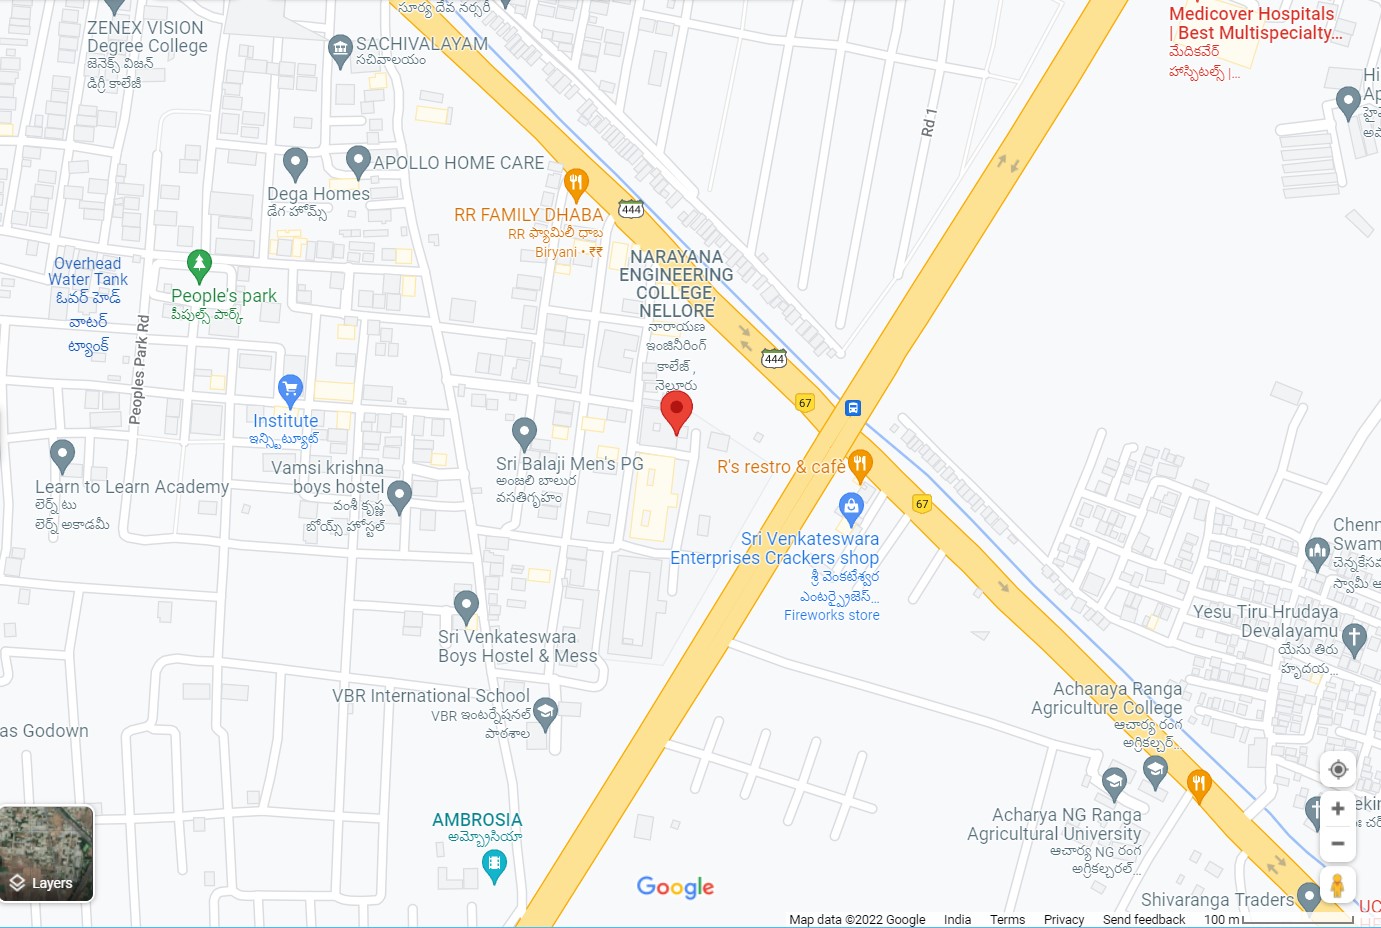 సూర్య దేవ నర్సరీ
Medicover Hospitals
| Best Multispecialty...
మేదికవేర్
హాస్పిటల్స్ |...
ZENEX VISION
Degree College
జెనెక్స్ విజన్
డిగ్రీ కాలేజీ
SACHIVALAYAM
సచివాలయం
Hi
Ap
Rd 1
APOLLO HOME CARE
Dega Homes
డేగ హోమ్స్
444
RR FAMILY DHABA
RR ఫ్యామిలీ దాబ
Biryani • ₹₹
NARAYANA
ENGINEERING
COLLEGE,
NELLORE
నారాయణ
ఇంజినీరింగ్
కాలేజ్ ,
నెల్లూరు
Overhead
Water Tank
ఓవర్ హెడ్
వాటర్
ట్యాంక్
People's park
పీపుల్స్ పార్క్
Peoples Park Rd
444
67
Institute
ఇన్స్టిట్యూట్
Sri Balaji Men's PG
అంజలి బాలుర
వసతిగృహం
R's restro & cafe
Vamsi krishna
boys hostel
వంశీ కృష్ణ
బోయ్స్ హాస్టల్
Learn to Learn Academy
లెర్న్ టు
లెర్న్ అకాడమీ
67
Sri Venkateswara
Enterprises Crackers shop
శ్రీ వెంకటేశ్వర
ఎంటర్ప్రైజెస్...
Fireworks store
Chenn
Swam
చెన్నకేసవ
స్వామీ
Yesu Tiru Hrudaya
Devalayamu
యేసు తిరు
హృదయ...
Sri Venkateswara
Boys Hostel & Mess
VBR International School
VBR ఇంటర్నేషనల్
పాఠశాల
Acharaya Ranga
Agriculture College
ఆచార్య రంగ
అగ్రికల్చర్...
as Godown
AMBROSIA
అమ్బ్రోసియా
Acharya NG Ranga
Agricultural University
ఆచార్య NG రంగ
అగ్రికల్చరల్...
ekir
Layers
Google
Shivaranga Traders
UC
HE
Map data ©2022 Google India Terms Privacy Send feedback 100 m